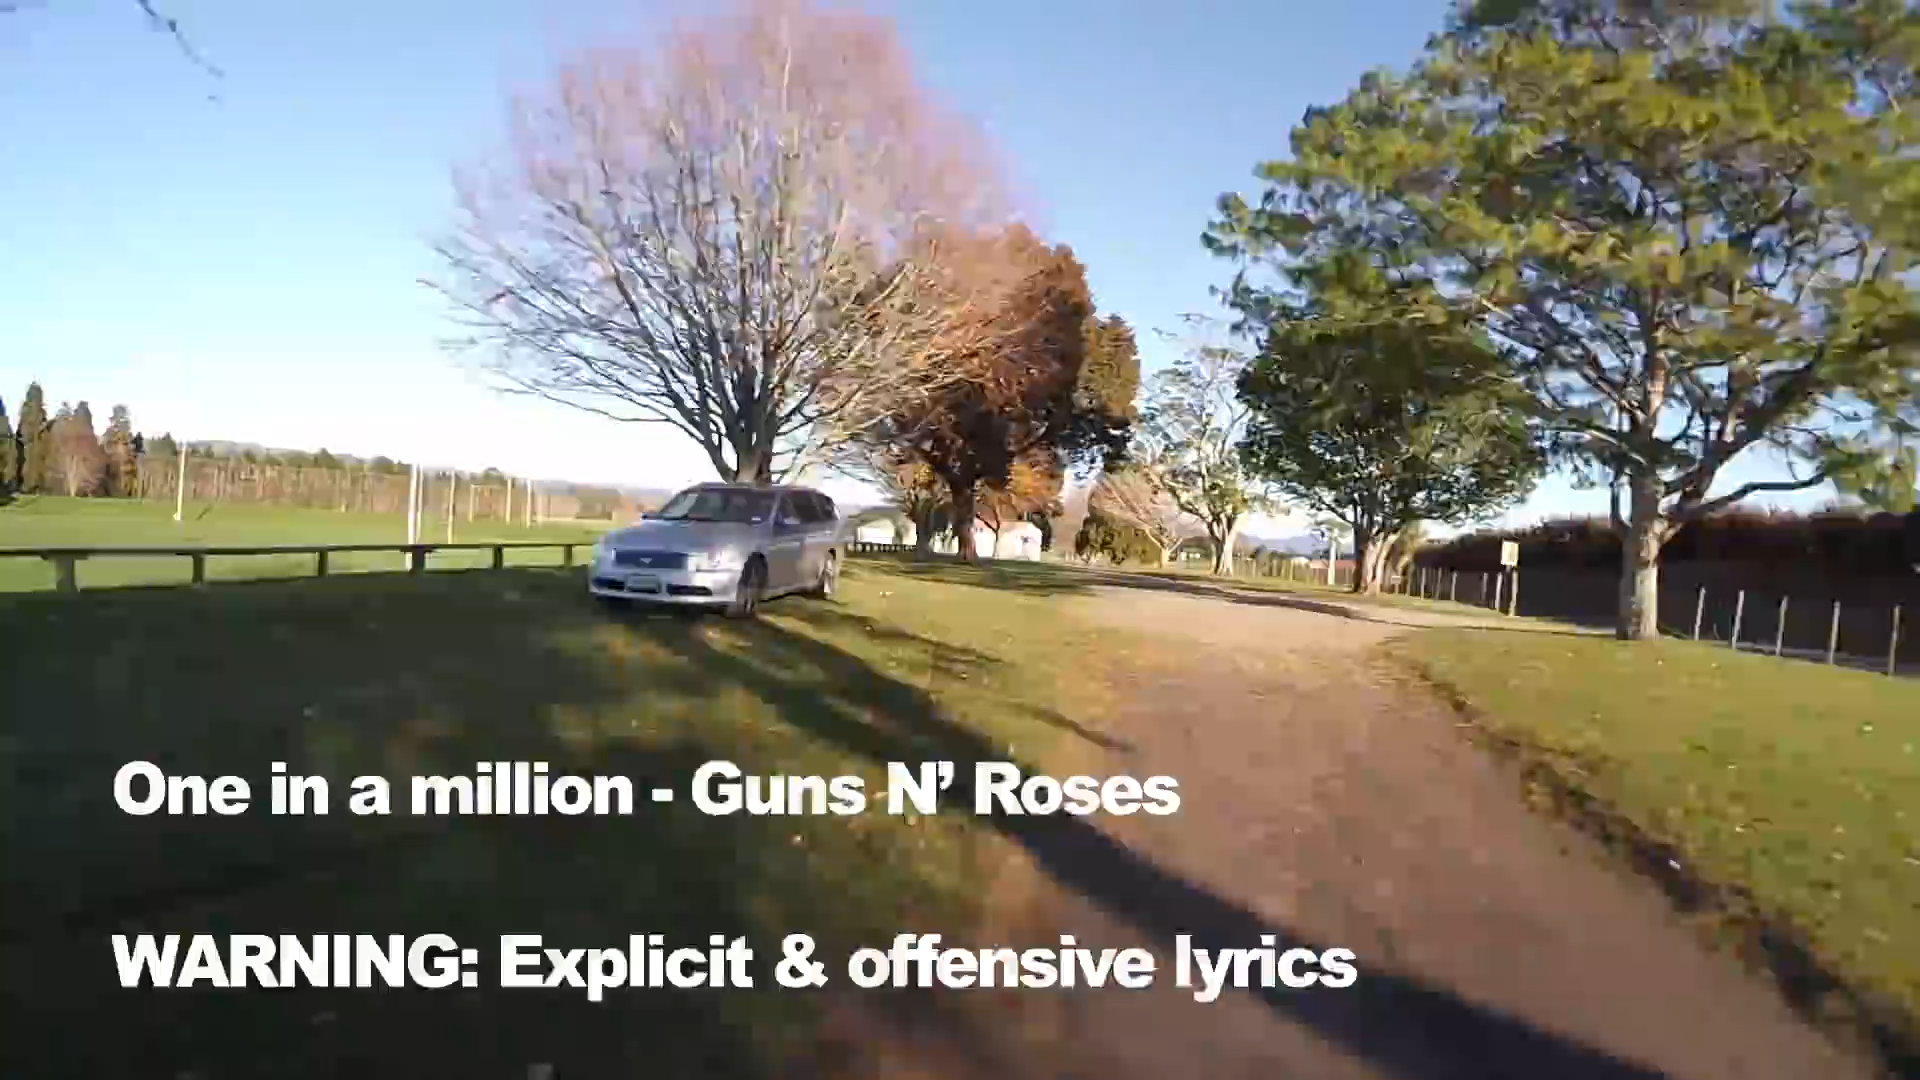 One in a million - Guns N’ Roses
WARNING: Explicit & offensive lyrics